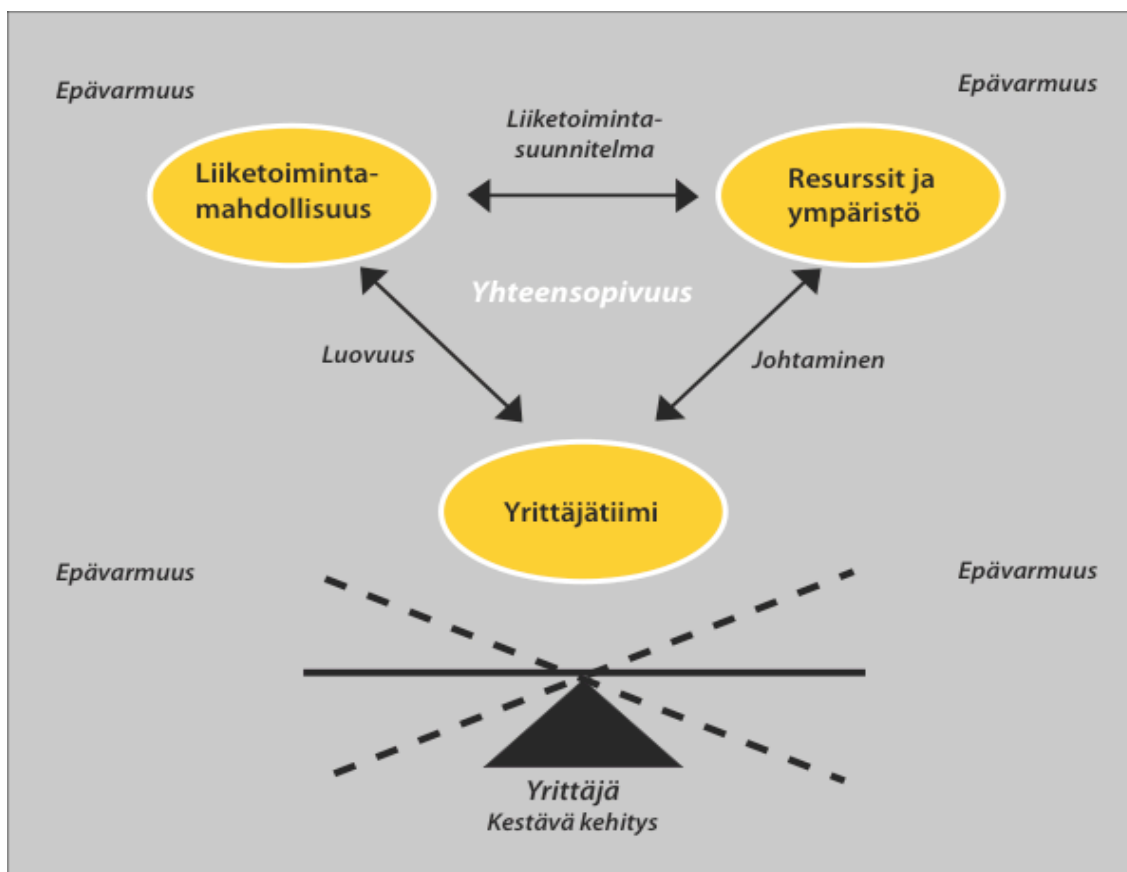 Epävarmuus
Epävarmuus
Liiketoiminta-
suunnitelma
Liiketoiminta-
mahdollisuus
Resurssit ja
ympäristö
Yhteensopivuus
Luovuus
Johtaminen
Yrittäjätiimi
Epävarmuus
Epävarmuus
Yrittäjä
Kestävä kehitys